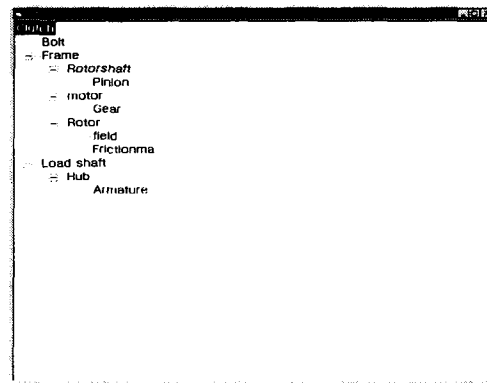 Clutch
Bolt
Frame
Rotorshaft
Pinion
motor
Gear
Rotor
field
Frictionma
Load shaft
Hub
Armature